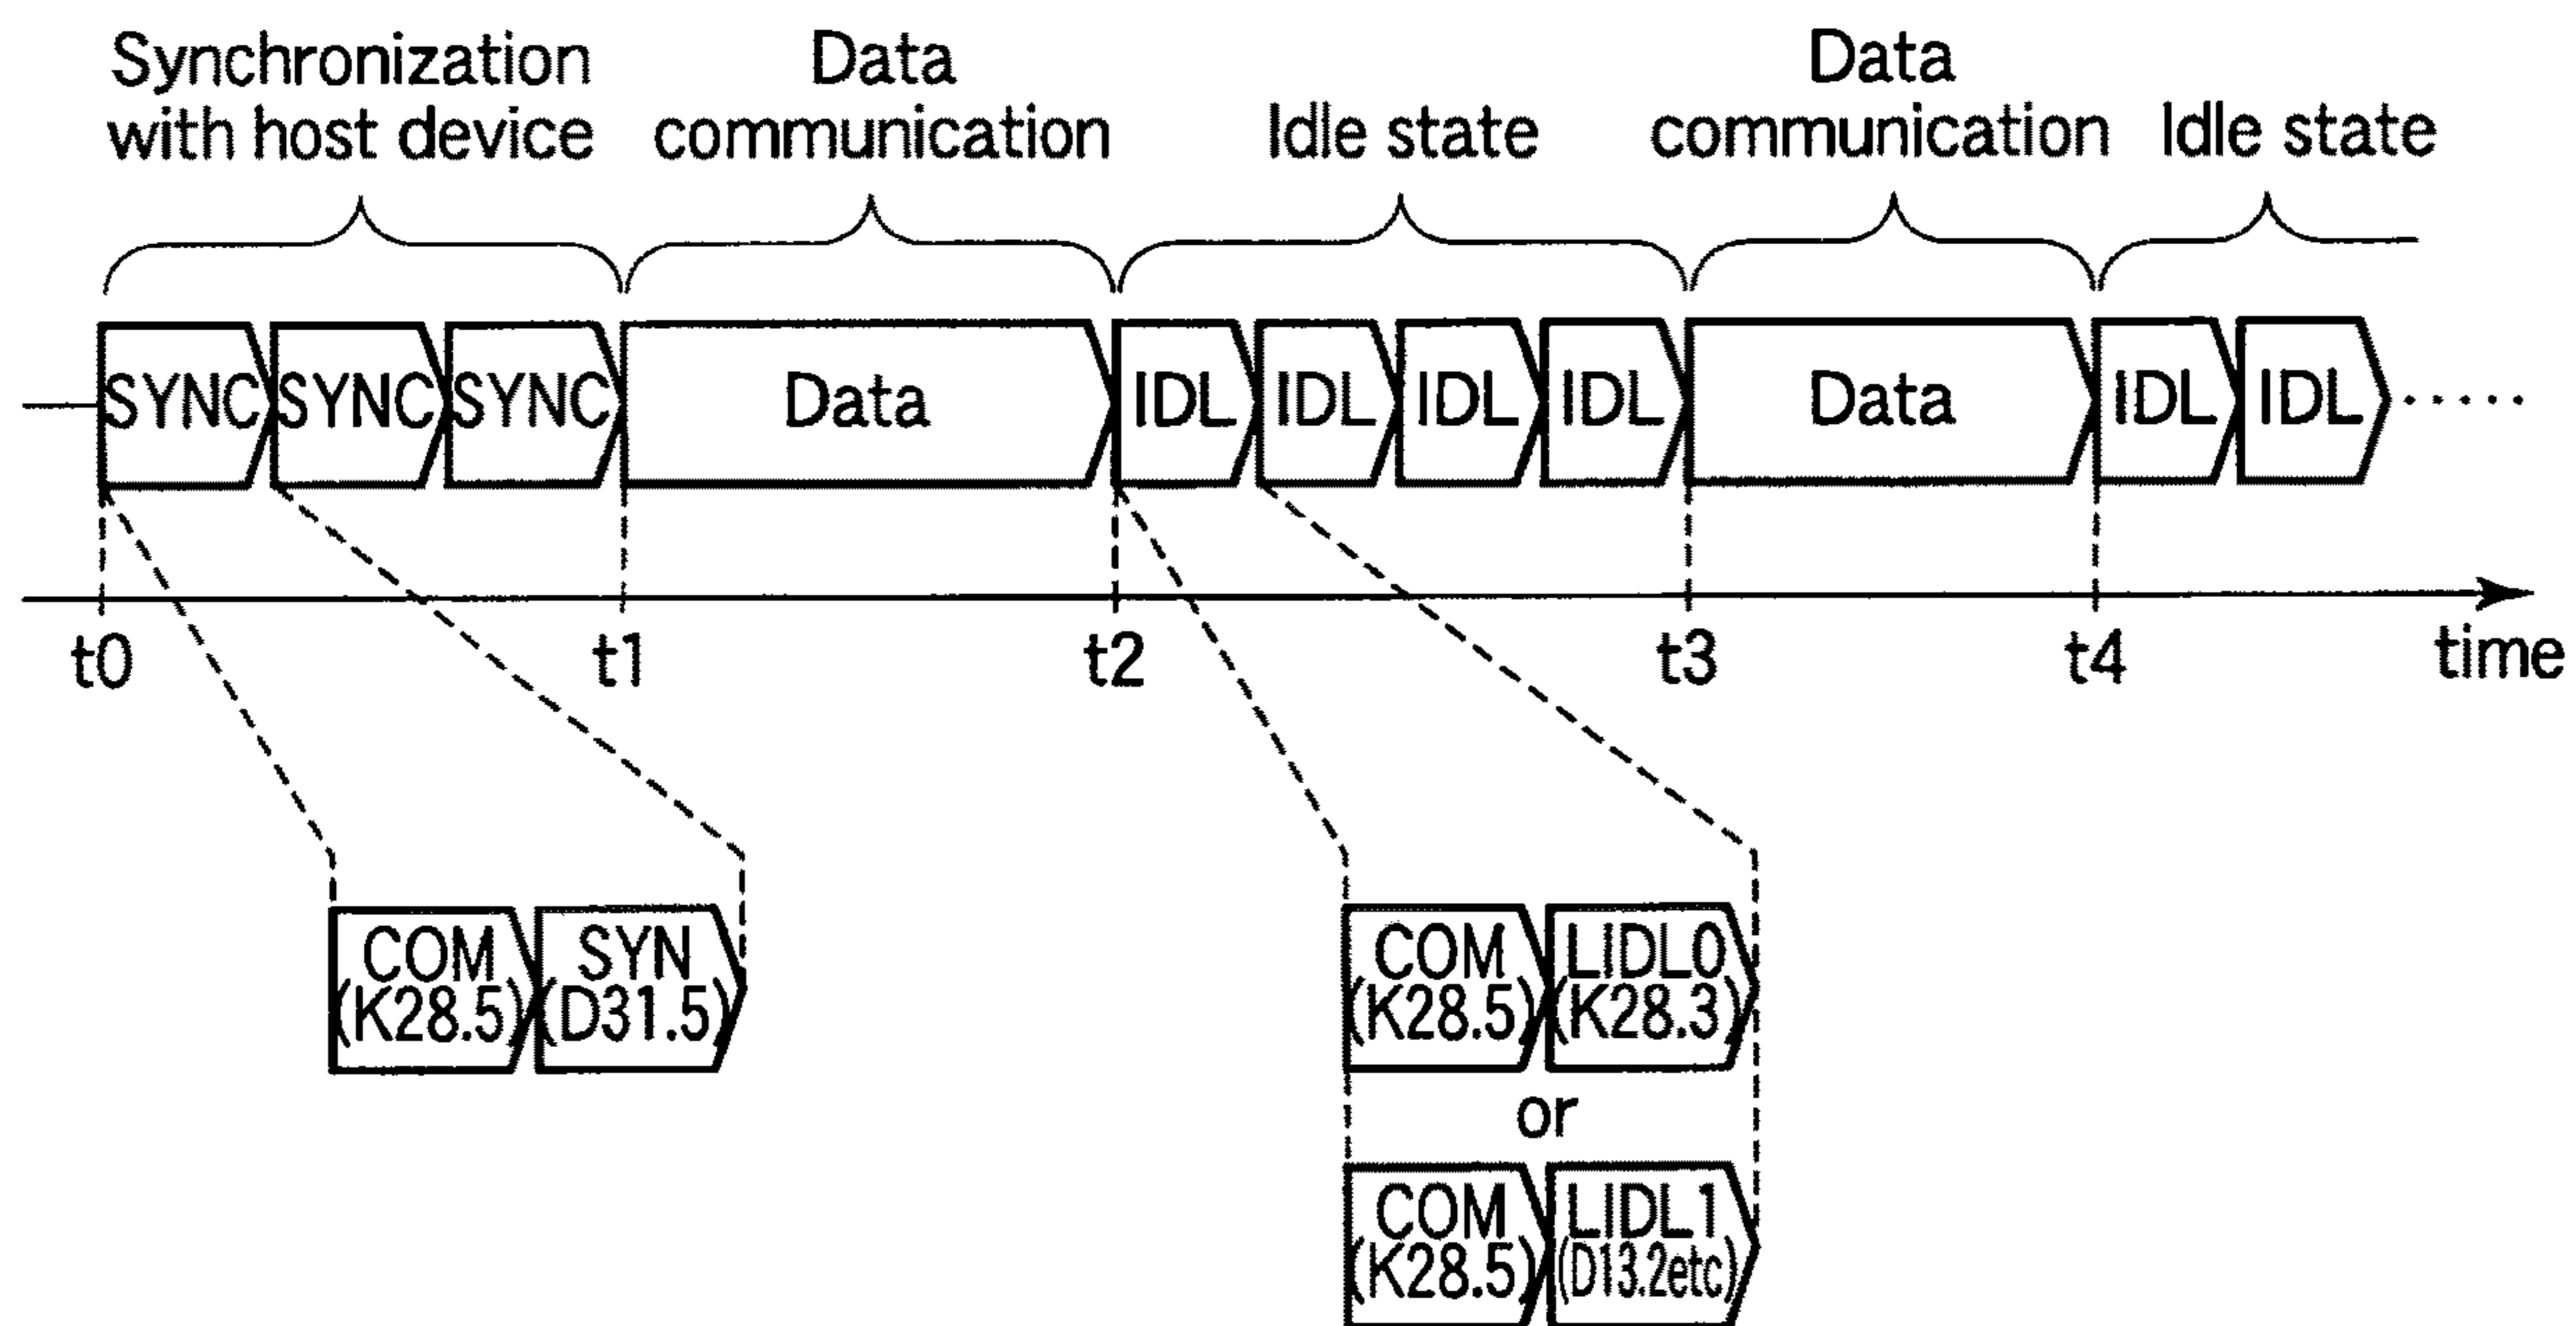 Synchronization
with host device
Data
communication
Idle state
Data
communication
Idle state
SYNC SYNC SYNC Data IDL IDL IDL IDL Data IDL IDL
t0 t1 t2 t3 t4 time
COM
(K28.5)
SYN
(D31.5)
COM
(K28.5)
LIDL0
(K28.3)
or
COM
(K28.5)
LIDL1
(D13.2etc)